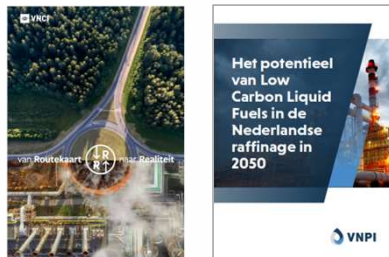 VNCI
van Routekaart R R naar Realiteit
Het potentieel
van Low
Carbon Liquid
Fuels in de
Nederlandse
raffinage in
2050
VNPI